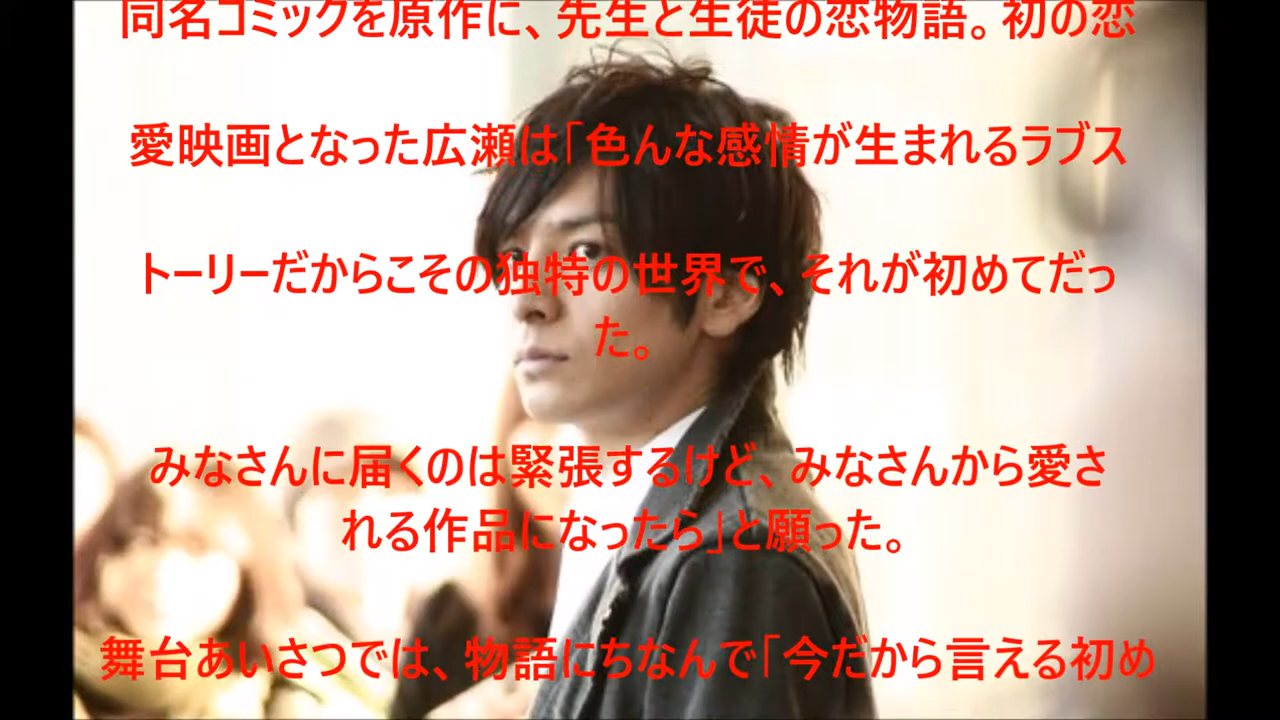 同名コミックを原作に、先生と生徒の恋物語。初の恋
愛映画となった広瀬は「色んな感情が生まれるラブス
トーリーだからこその独特の世界で、それが初めてだっ
た。
みなさんに届くのは緊張するけど、みなさんから愛さ
れる作品になったら」と願った。
舞台あいさつでは、物語にちなんで「今だから言える初め